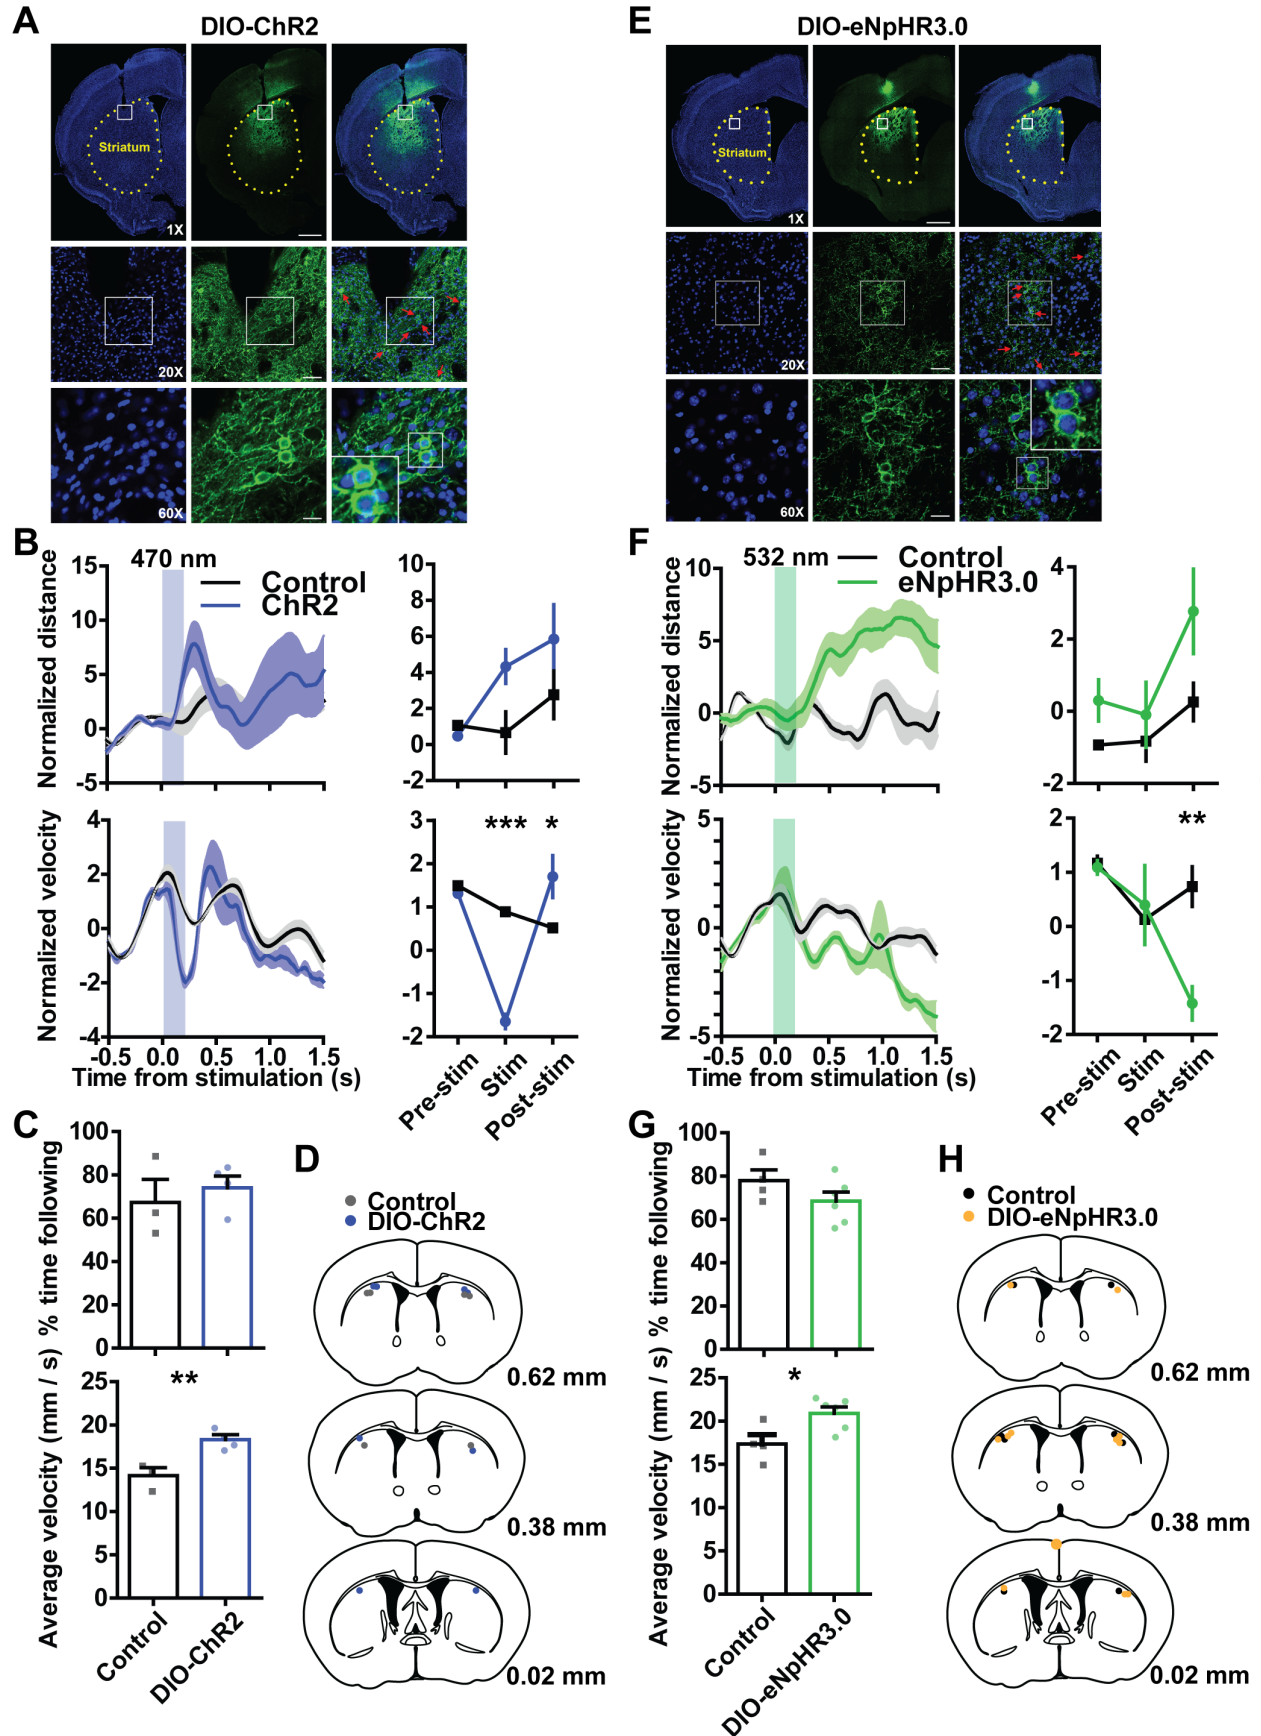 A
DIO-ChR2
Striatum
1X
20X
60X
B
470 nm
Control
ChR2
Normalized distance
15
10
5
0
-5
10
8
6
4
2
0
-2
Normalized velocity
4
2
0
-2
-4
-0.5 0.0 0.5 1.0 1.5
Time from stimulation (s)
*** *
3
2
1
0
-1
-2
Pre-stim
Stim
Post-stim
C
% time following
100
80
60
40
20
0
Average velocity (mm / s)
**
25
20
15
10
5
0
Control
DIO-ChR2
D
Control
DIO-ChR2
0.62 mm
0.38 mm
0.02 mm
E
DIO-eNpHR3.0
Striatum
1X
20X
60X
F
532 nm
Control
eNpHR3.0
Normalized distance
10
5
0
-5
4
2
0
-2
Normalized velocity
5
0
-5
-0.5 0.0 0.5 1.0 1.5
Time from stimulation (s)
**
2
1
0
-1
-2
Pre-stim
Stim
Post-stim
G
% time following
100
80
60
40
20
0
Average velocity (mm / s)
*
25
20
15
10
5
0
Control
DIO-eNpHR3.0
H
Control
DIO-eNpHR3.0
0.62 mm
0.38 mm
0.02 mm